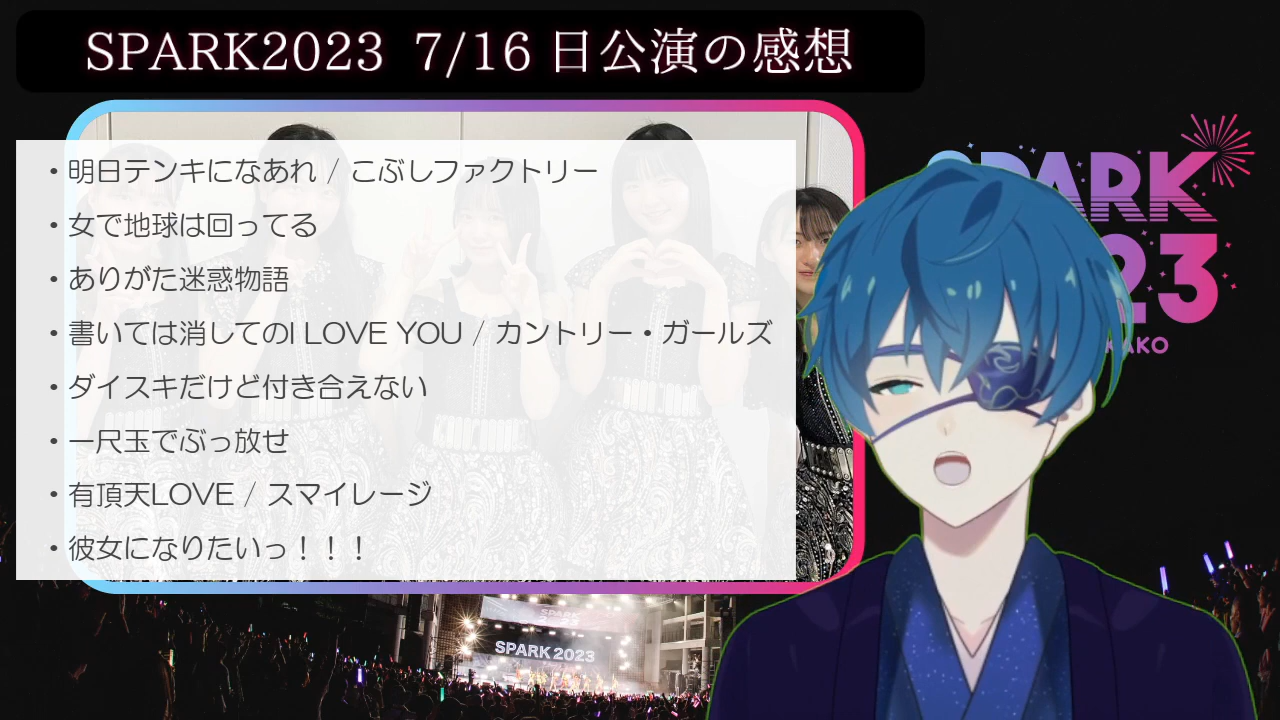 SPARK2023 7/16 日公演の感想
・明日テンキになあれ / こぶしファクトリー
・女で地球は回ってる
・ありがた迷惑物語
・書いては消してのI LOVE YOU / カントリー・ガールズ
・ダイスキだけど付き合えない
・一尺玉でぶっ放せ
・有頂天LOVE / スマイレージ
・彼女になりたいっ！！！
SPARK
23
AKO
SPARK 2023